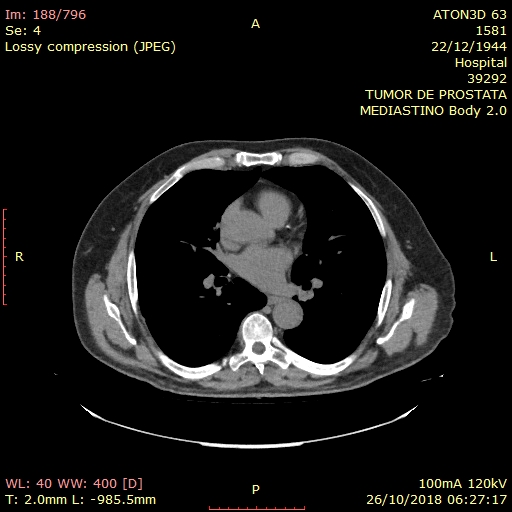 Im: 188/796
Se: 4
Lossy compression (JPEG)
A
ATON3D 63
1581
22/12/1944
Hospital
39292
TUMOR DE PROSTATA
MEDIASTINO Body 2.0
R
L
WL: 40 WW: 400 [D]
T: 2.0mm L: -985.5mm
P
100mA 120kV
26/10/2018 06:27:17